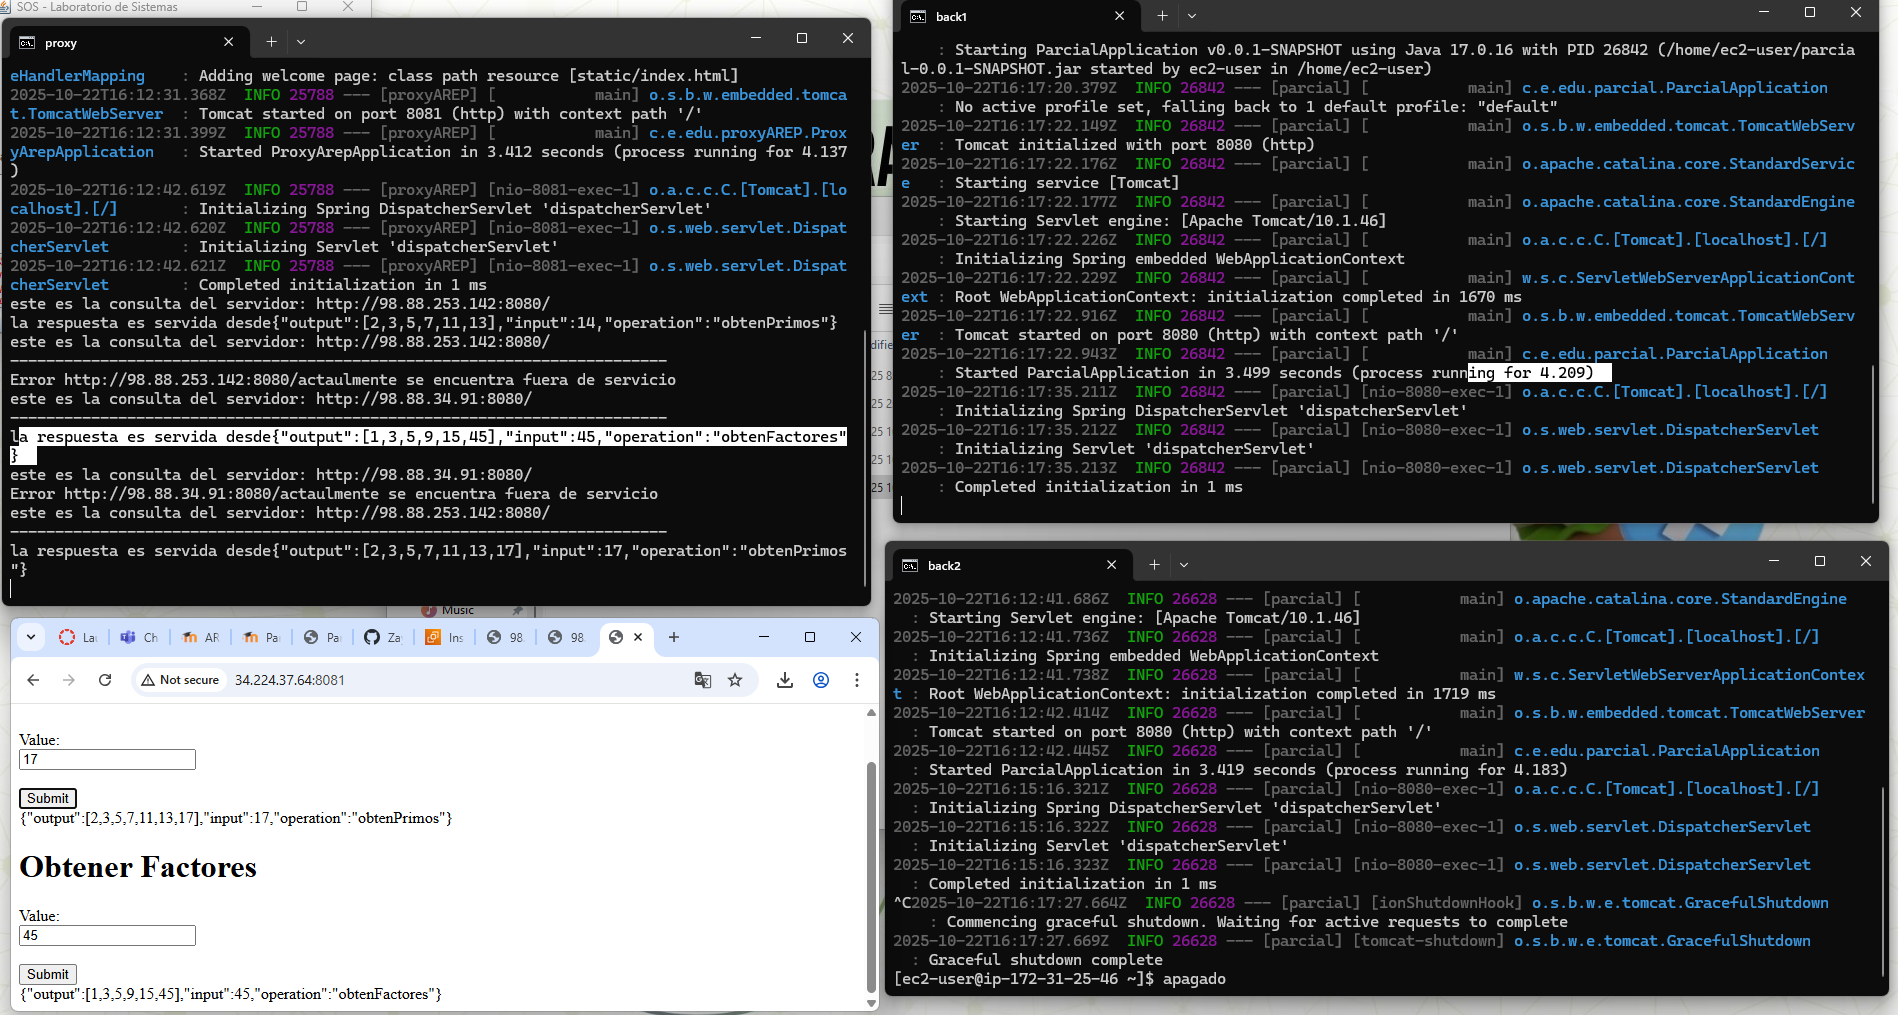 SOS - Laboratorio de Sistemas
proxy
eHandlerMapping    : Adding welcome page: class path resource [static/index.html]
2025-10-22T16:12:31.368Z  INFO 25788 --- [proxyAREP] [           main] o.s.b.w.embedded.tomca
t.TomcatWebServer  : Tomcat started on port 8081 (http) with context path '/'
2025-10-22T16:12:31.399Z  INFO 25788 --- [proxyAREP] [           main] c.e.edu.proxyAREP.Prox
yArepApplication   : Started ProxyArepApplication in 3.412 seconds (process running for 4.137
)
2025-10-22T16:12:42.619Z  INFO 25788 --- [proxyAREP] [nio-8081-exec-1] o.a.c.c.C.[Tomcat].[lo
calhost].[/]       : Initializing Spring DispatcherServlet 'dispatcherServlet'
2025-10-22T16:12:42.620Z  INFO 25788 --- [proxyAREP] [nio-8081-exec-1] o.s.web.servlet.Dispat
cherServlet        : Initializing Servlet 'dispatcherServlet'
2025-10-22T16:12:42.621Z  INFO 25788 --- [proxyAREP] [nio-8081-exec-1] o.s.web.servlet.Dispat
cherServlet        : Completed initialization in 1 ms
este es la consulta del servidor: http://98.88.253.142:8080/
la respuesta es servida desde{"output":[2,3,5,7,11,13],"input":14,"operation":"obtenPrimos"}
este es la consulta del servidor: http://98.88.253.142:8080/
-------------------------------------------------------------------------
Error http://98.88.253.142:8080/actaulmente se encuentra fuera de servicio
este es la consulta del servidor: http://98.88.34.91:8080/
-------------------------------------------------------------------------
la respuesta es servida desde{"output":[1,3,5,9,15,45],"input":45,"operation":"obtenFactores"
}
este es la consulta del servidor: http://98.88.34.91:8080/
Error http://98.88.34.91:8080/actaulmente se encuentra fuera de servicio
este es la consulta del servidor: http://98.88.253.142:8080/
-------------------------------------------------------------------------
la respuesta es servida desde{"output":[2,3,5,7,11,13,17],"input":17,"operation":"obtenPrimos
"}
back1
: Starting ParcialApplication v0.0.1-SNAPSHOT using Java 17.0.16 with PID 26842 (/home/ec2-user/parcia
l-0.0.1-SNAPSHOT.jar started by ec2-user in /home/ec2-user)
2025-10-22T16:17:20.379Z  INFO 26842 --- [parcial] [           main] c.e.edu.parcial.ParcialApplication
: No active profile set, falling back to 1 default profile: "default"
2025-10-22T16:17:22.149Z  INFO 26842 --- [parcial] [           main] o.s.b.w.embedded.tomcat.TomcatWebServ
er   : Tomcat initialized with port 8080 (http)
2025-10-22T16:17:22.176Z  INFO 26842 --- [parcial] [           main] o.apache.catalina.core.StandardServic
e    : Starting service [Tomcat]
2025-10-22T16:17:22.177Z  INFO 26842 --- [parcial] [           main] o.apache.catalina.core.StandardEngine
: Starting Servlet engine: [Apache Tomcat/10.1.46]
2025-10-22T16:17:22.226Z  INFO 26842 --- [parcial] [           main] o.a.c.c.C.[Tomcat].[localhost].[/]
: Initializing Spring embedded WebApplicationContext
2025-10-22T16:17:22.229Z  INFO 26842 --- [parcial] [           main] w.s.c.ServletWebServerApplicationCont
ext : Root WebApplicationContext: initialization completed in 1670 ms
2025-10-22T16:17:22.916Z  INFO 26842 --- [parcial] [           main] o.s.b.w.embedded.tomcat.TomcatWebServ
er  : Tomcat started on port 8080 (http) with context path '/'
2025-10-22T16:17:22.943Z  INFO 26842 --- [parcial] [           main] c.e.edu.parcial.ParcialApplication
: Started ParcialApplication in 3.499 seconds (process running for 4.209)
2025-10-22T16:17:35.211Z  INFO 26842 --- [parcial] [nio-8080-exec-1] o.a.c.c.C.[Tomcat].[localhost].[/]
: Initializing Spring DispatcherServlet 'dispatcherServlet'
2025-10-22T16:17:35.212Z  INFO 26842 --- [parcial] [nio-8080-exec-1] o.s.web.servlet.DispatcherServlet
: Initializing Servlet 'dispatcherServlet'
2025-10-22T16:17:35.213Z  INFO 26842 --- [parcial] [nio-8080-exec-1] o.s.web.servlet.DispatcherServlet
: Completed initialization in 1 ms
back2
2025-10-22T16:12:41.686Z  INFO 26628 --- [parcial] [           main] o.apache.catalina.core.StandardEngine
: Starting Servlet engine: [Apache Tomcat/10.1.46]
2025-10-22T16:12:41.736Z  INFO 26628 --- [parcial] [           main] o.a.c.c.C.[Tomcat].[localhost].[/]
: Initializing Spring embedded WebApplicationContext
2025-10-22T16:12:41.738Z  INFO 26628 --- [parcial] [           main] w.s.c.ServletWebServerApplicationContex
t : Root WebApplicationContext: initialization completed in 1719 ms
2025-10-22T16:12:42.414Z  INFO 26628 --- [parcial] [           main] o.s.b.w.embedded.tomcat.TomcatWebServer
: Tomcat started on port 8080 (http) with context path '/'
2025-10-22T16:12:42.445Z  INFO 26628 --- [parcial] [           main] c.e.edu.parcial.ParcialApplication
: Started ParcialApplication in 3.419 seconds (process running for 4.183)
2025-10-22T16:15:16.321Z  INFO 26628 --- [parcial] [nio-8080-exec-1] o.a.c.c.C.[Tomcat].[localhost].[/]
: Initializing Spring DispatcherServlet 'dispatcherServlet'
2025-10-22T16:15:16.322Z  INFO 26628 --- [parcial] [nio-8080-exec-1] o.s.web.servlet.DispatcherServlet
: Initializing Servlet 'dispatcherServlet'
2025-10-22T16:15:16.323Z  INFO 26628 --- [parcial] [nio-8080-exec-1] o.s.web.servlet.DispatcherServlet
: Completed initialization in 1 ms
^C2025-10-22T16:17:27.664Z  INFO 26628 --- [parcial] [ionShutdownHook] o.s.b.w.e.tomcat.GracefulShutdown
: Commencing graceful shutdown. Waiting for active requests to complete
2025-10-22T16:17:27.669Z  INFO 26628 --- [parcial] [tomcat-shutdown] o.s.b.w.e.tomcat.GracefulShutdown
: Graceful shutdown complete
[ec2-user@ip-172-31-25-46 ~]$ apagado
Music
La Ch AR Pa Pa Za Ins 98. 98.
Not secure 34.224.37.64:8081
Value:
17
Submit
{"output":[2,3,5,7,11,13,17],"input":17,"operation":"obtenPrimos"}
Obtener Factores
Value:
45
Submit
{"output":[1,3,5,9,15,45],"input":45,"operation":"obtenFactores"}